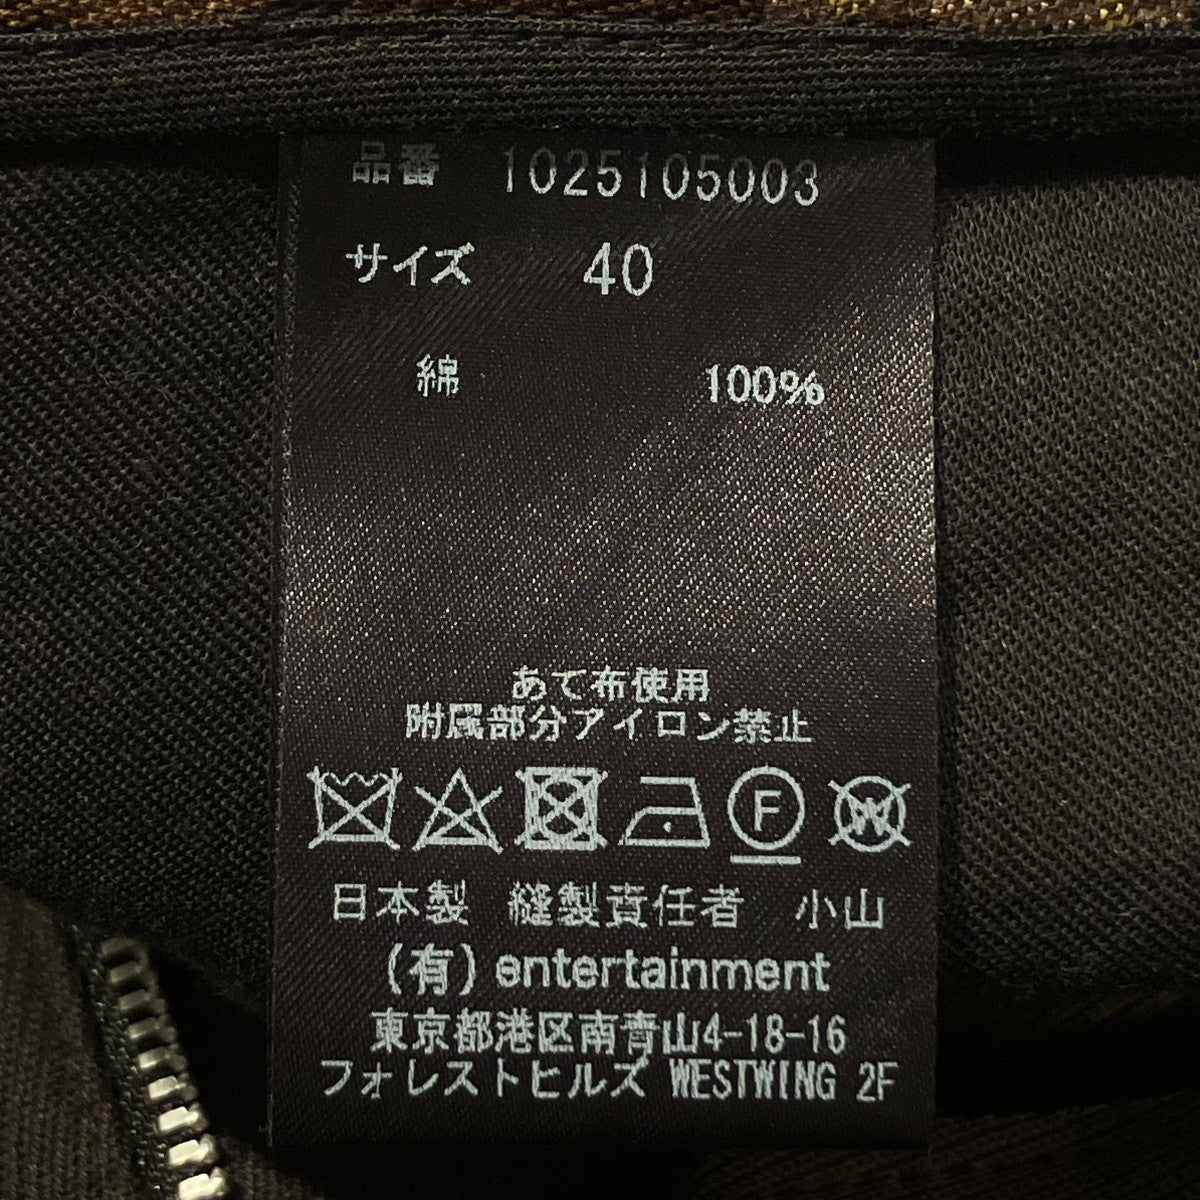 品番 1025105003
サイズ 40
綿 100%
あて布使用
附属部分アイロン禁止
F W
日本製 縫製責任者 小山
(有) entertainment
東京都港区南青山4-18-16
フォレストヒルズ WESTWING 2F